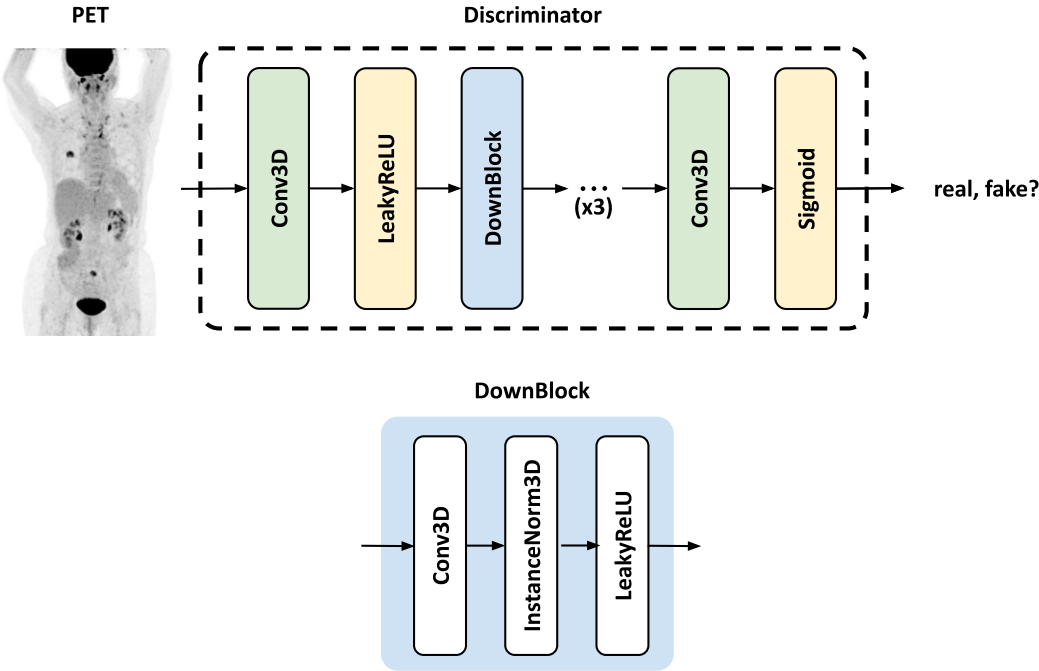 PET
Discriminator
Conv3D
LeakyReLU
DownBlock
...
(x3)
Conv3D
Sigmoid
real, fake?
DownBlock
Conv3D
InstanceNorm3D
LeakyReLU